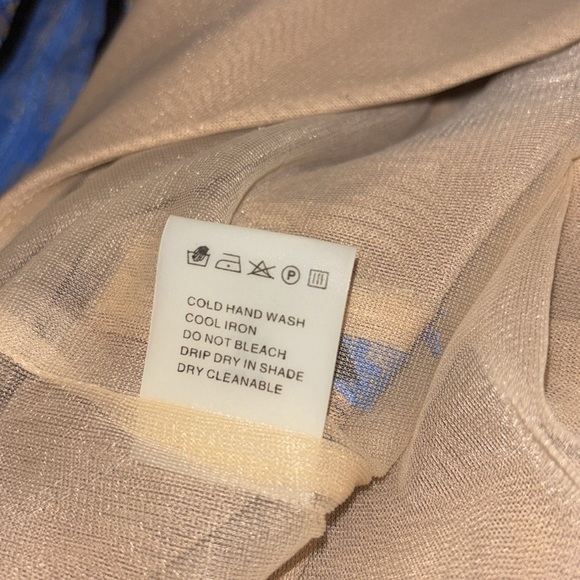 P
COLD HAND WASH
COOL IRON
DO NOT BLEACH
DRIP DRY IN SHADE
DRY CLEANABLE